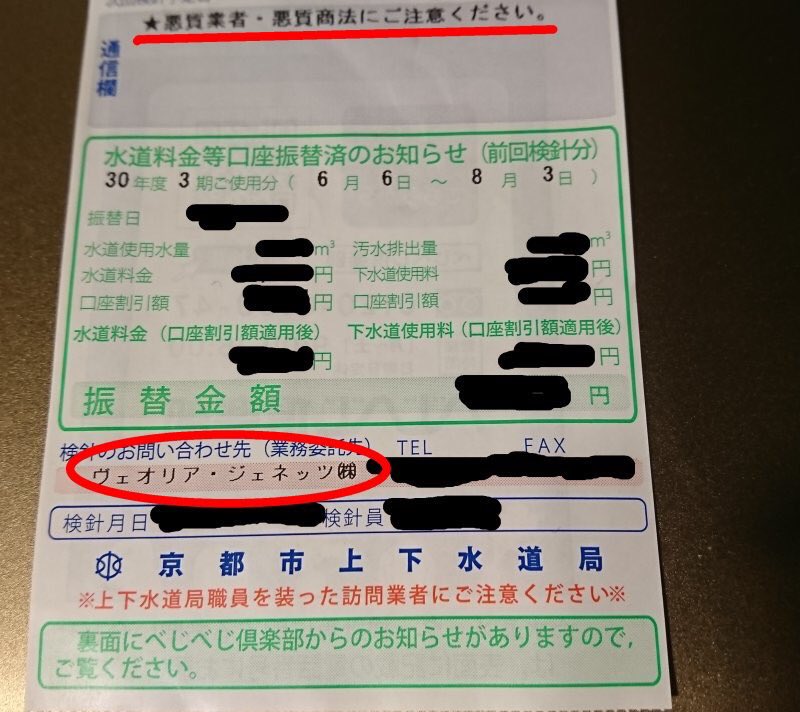 ★悪質業者・悪質商法にご注意ください。
通信欄
水道料金等口座振替済のお知らせ（前回検針分）
30年度 3期ご使用分（ 6月 6日 ～ 8月 3日 ）
振替日
水道使用水量 m³ 汚水排出量 m³
水道料金 円 下水道使用料 円
口座割引額 円 口座割引額 円
水道料金（口座割引額適用後） 下水道使用料（口座割引額適用後）
円 円
振替金額 円
検針のお問い合わせ先（業務委託先） TEL FAX
ヴェオリア・ジェネッツ㈱
検針月日 検針員
京都市上下水道局
※上下水道局職員を装った訪問業者にご注意ください※
裏面にべじべじ倶楽部からのお知らせがありますので，
ご覧ください。